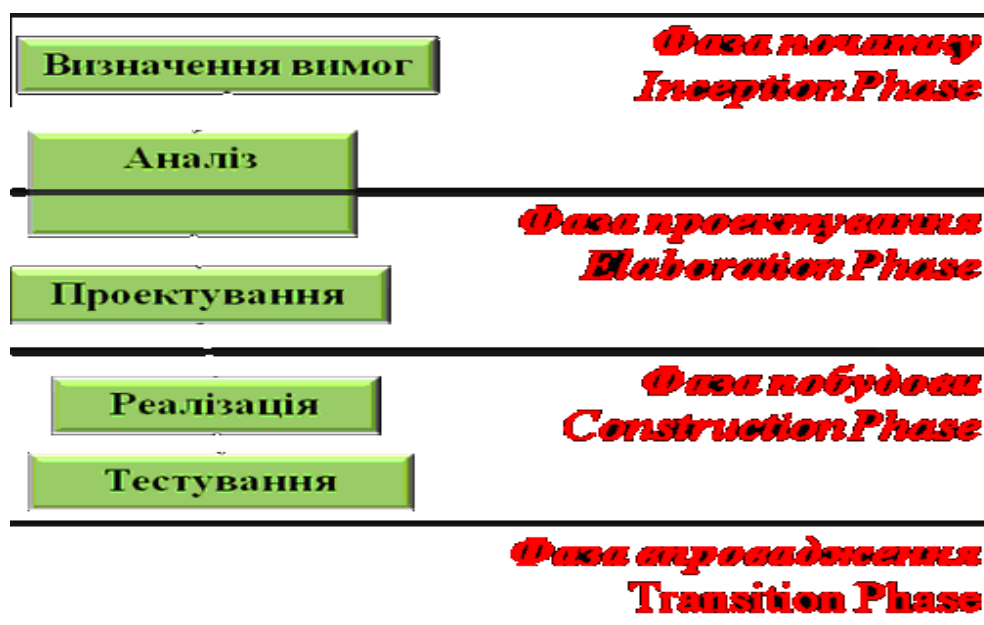 Визначення вимог
Фаза початку
Inception Phase
Аналіз
Фаза проектування
Elaboration Phase
Проектування
Фаза побудови
Construction Phase
Реалізація
Тестування
Фаза впровадження
Transition Phase